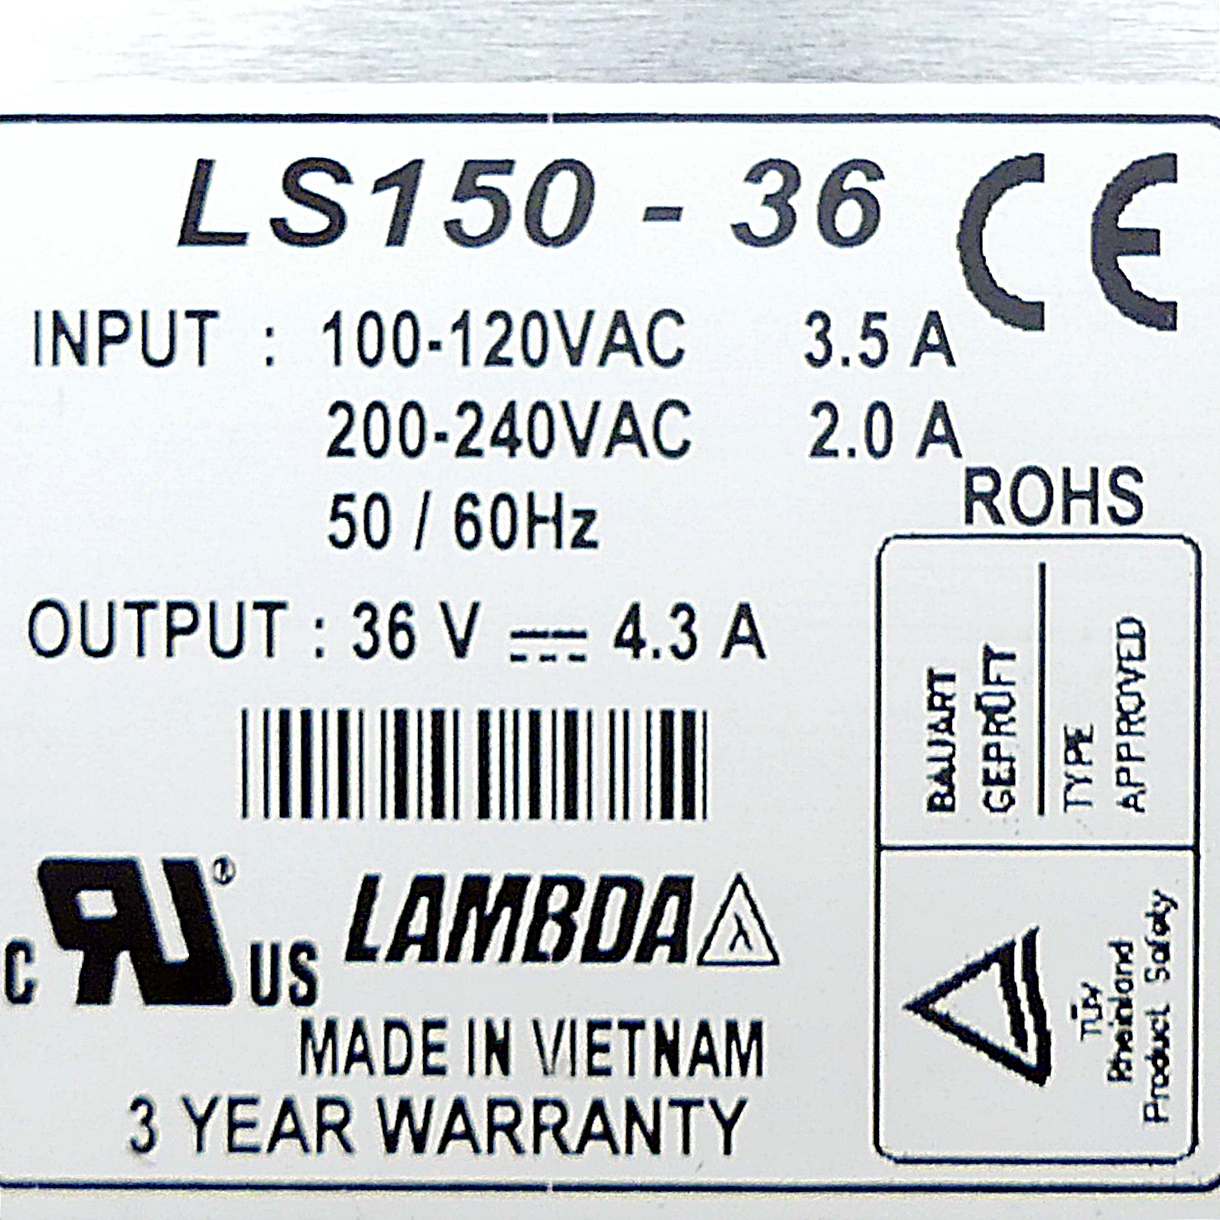 LS150 - 36
CE
INPUT : 100-120VAC 3.5 A
200-240VAC 2.0 A
50 / 60Hz
ROHS
OUTPUT : 36 V 4.3 A
BAUART
GEPRÜFT
TYPE
APPROVED
C RU® US
LAMBDA λ
TÜV
Rheinland
Product Safety
MADE IN VIETNAM
3 YEAR WARRANTY